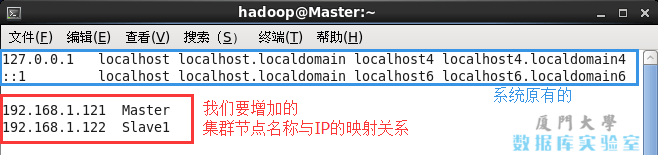 hadoop@Master:~
文件(F) 编辑(E) 查看(V) 搜索(S) 终端(T) 帮助(H)
127.0.0.1   localhost localhost.localdomain localhost4 localhost4.localdomain4
::1         localhost localhost.localdomain localhost6 localhost6.localdomain6
系统原有的
192.168.1.121  Master
192.168.1.122  Slave1
我们要增加的
集群节点名称与IP的映射关系
厦门大學
数据库实验室